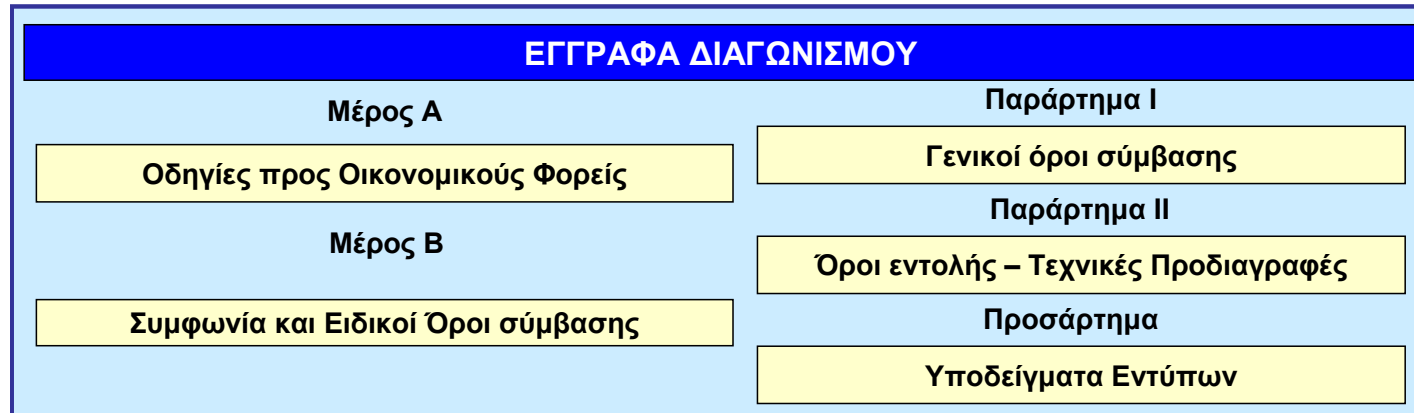 ΕΓΓΡΑΦΑ ΔΙΑΓΩΝΙΣΜΟΥ
Μέρος Α
Οδηγίες προς Οικονομικούς Φορείς
Μέρος Β
Συμφωνία και Ειδικοί Όροι σύμβασης
Παράρτημα Ι
Γενικοί όροι σύμβασης
Παράρτημα ΙΙ
Όροι εντολής – Τεχνικές Προδιαγραφές
Προσάρτημα
Υποδείγματα Εντύπων